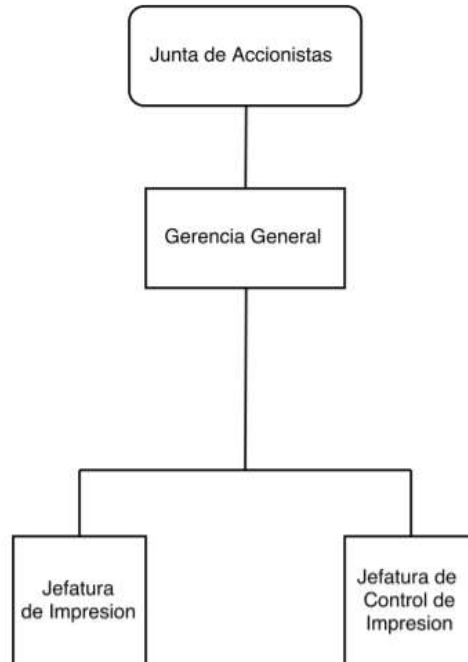 Junta de Accionistas
Gerencia General
Jefatura
de Impresion
Jefatura de
Control de
Impresion